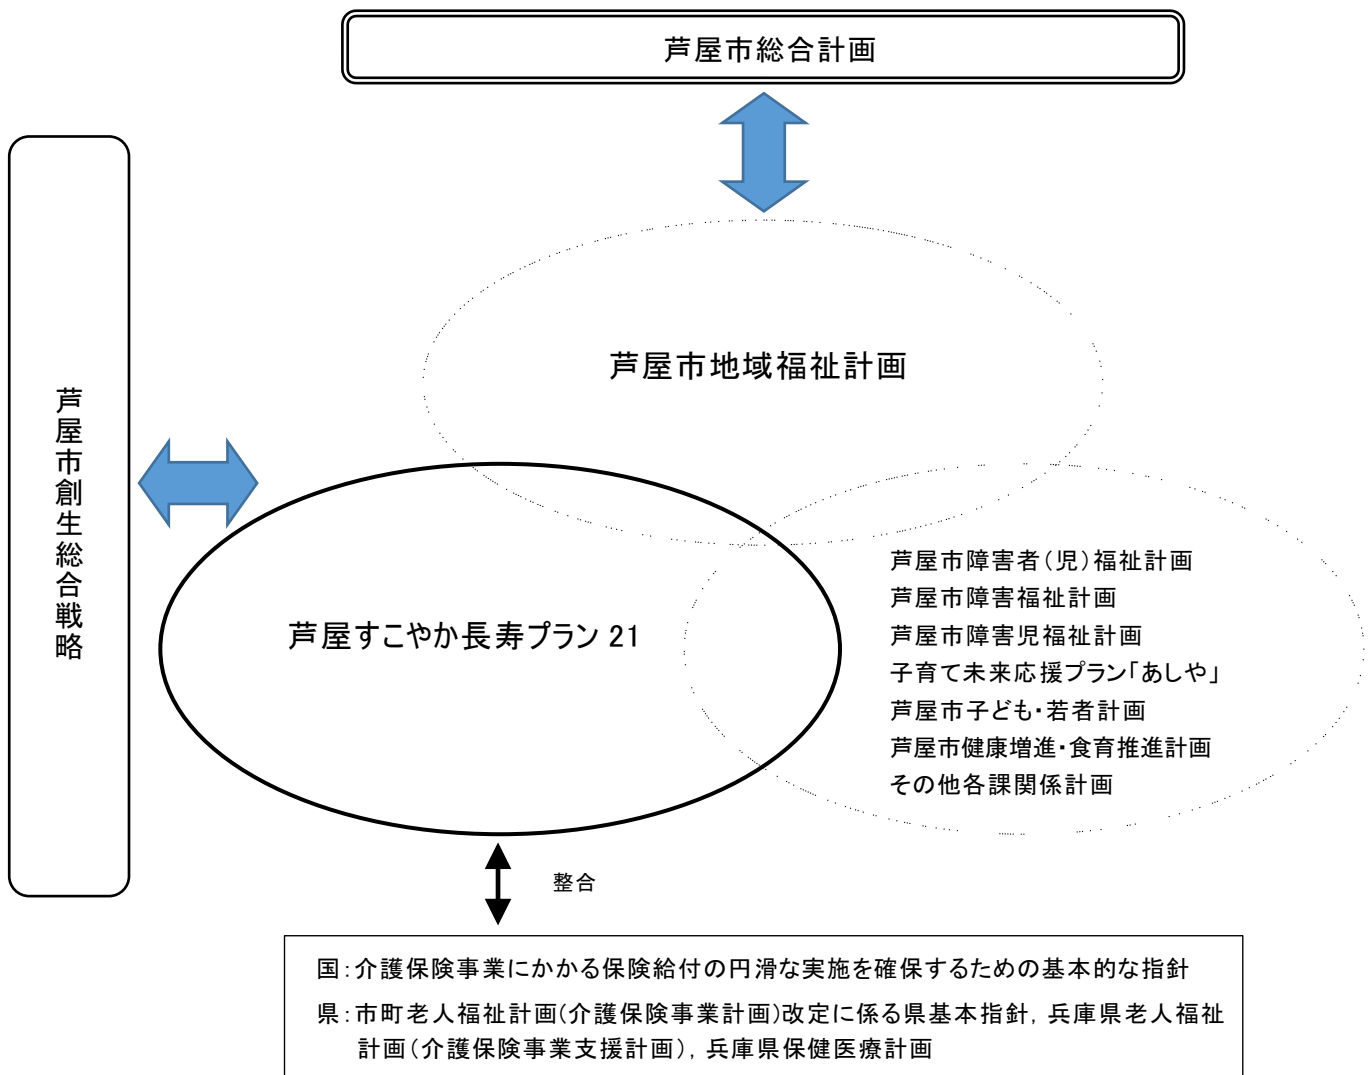 芦屋市総合計画
芦屋市創生総合戦略
芦屋市地域福祉計画
芦屋すこやか長寿プラン 21
芦屋市障害者(児)福祉計画
芦屋市障害福祉計画
芦屋市障害児福祉計画
子育て未来応援プラン「あしや」
芦屋市子ども・若者計画
芦屋市健康増進・食育推進計画
その他各課関係計画
整合
国:介護保険事業にかかる保険給付の円滑な実施を確保するための基本的な指針
県:市町老人福祉計画(介護保険事業計画)改定に係る県基本指針, 兵庫県老人福祉
計画(介護保険事業支援計画), 兵庫県保健医療計画